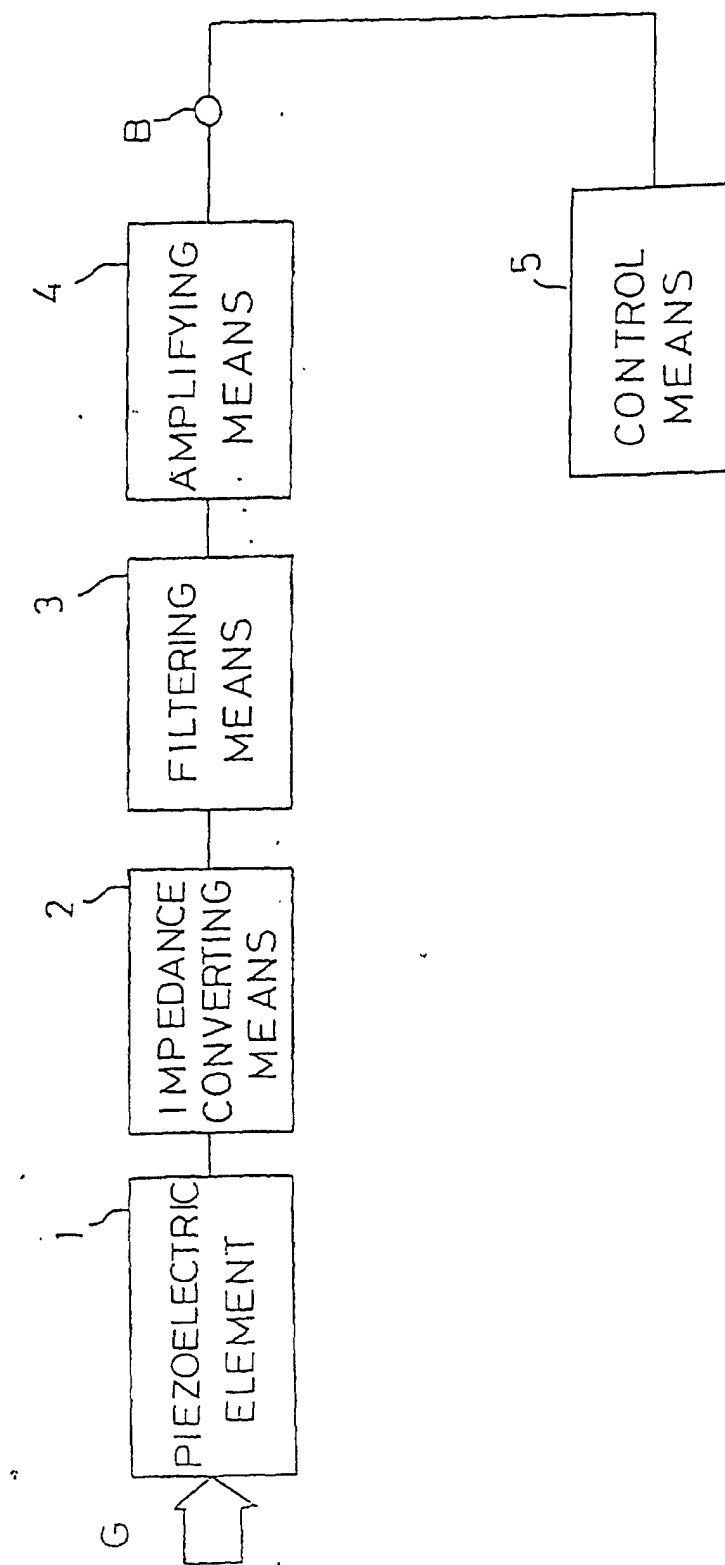 G
1
PIEZOELECTRIC
ELEMENT
2
IMPEDANCE
CONVERTING
MEANS
3
FILTERING
MEANS
4
AMPLIFYING
MEANS
B
5
CONTROL
MEANS